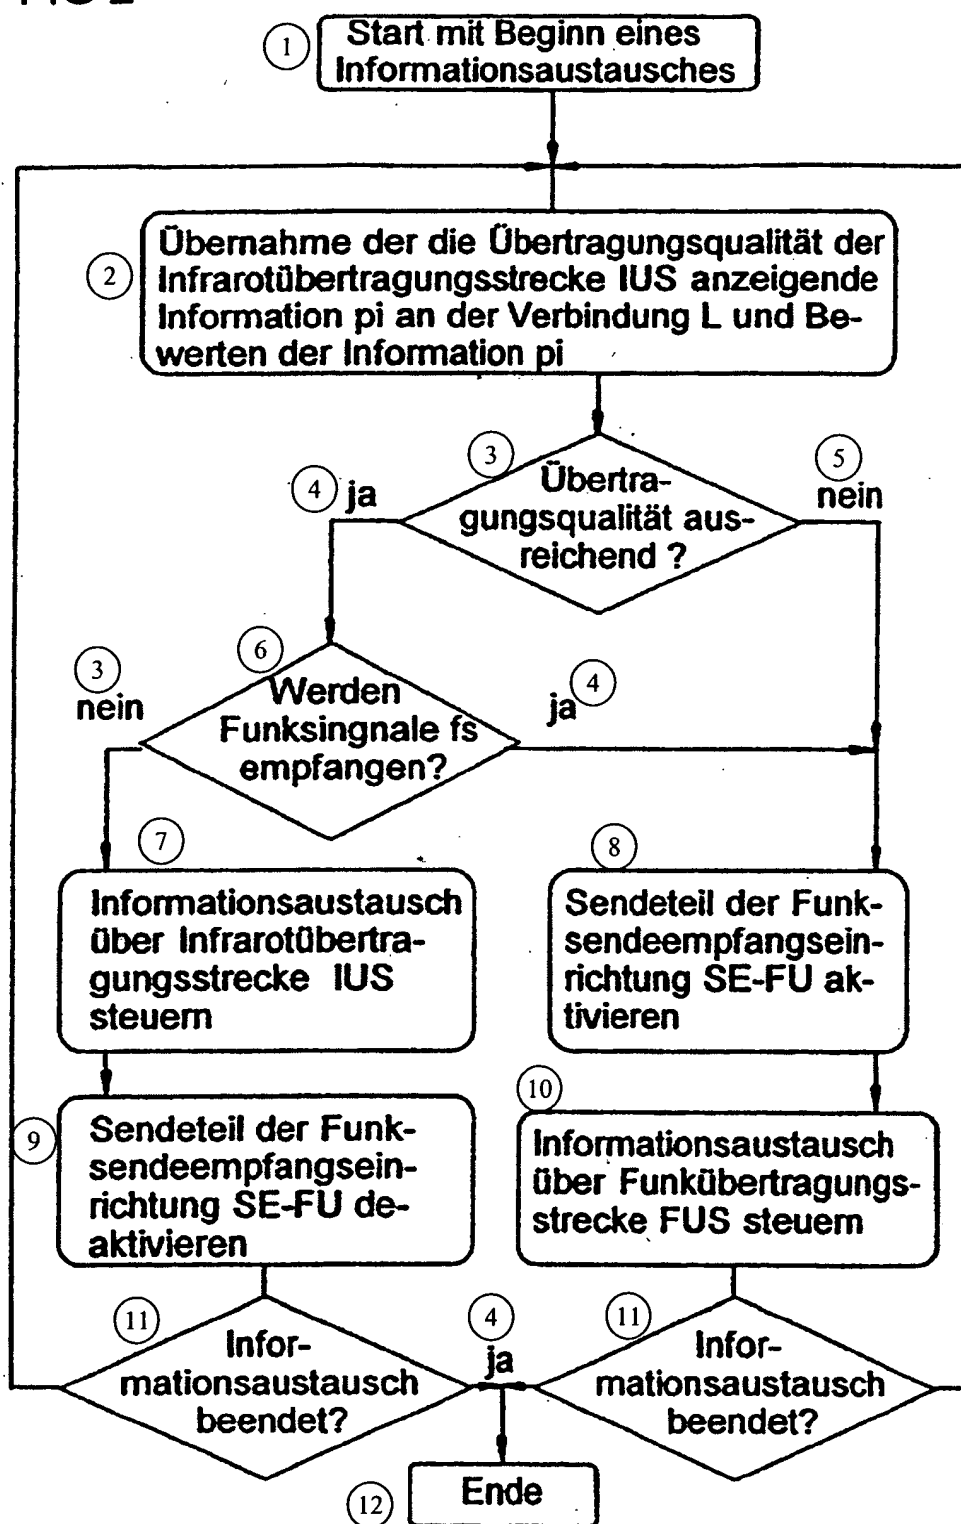 1
Start mit Beginn eines
Informationsaustausches
2
Übernahme der die Übertragungsqualität der
Infrarotübertragungsstrecke IUS anzeigende
Information pi an der Verbindung L und Be-
werten der Information pi
3
Übertra-
gungsqualität aus-
reichend ?
4 ja
5
nein
6
Werden
Funksingnale fs
empfangen?
3
nein
ja 4
7
Informationsaustausch
über Infrarotübertra-
gungsstrecke IUS
steuern
8
Sendeteil der Funk-
sendeempfangsein-
richtung SE-FU ak-
tivieren
9
Sendeteil der Funk-
sendeempfangsein-
richtung SE-FU de-
aktivieren
10
Informationsaustausch
über Funkübertragungs-
strecke FUS steuern
11
Infor-
mationsaustausch
beendet?
4
ja
11
Infor-
mationsaustausch
beendet?
12
Ende